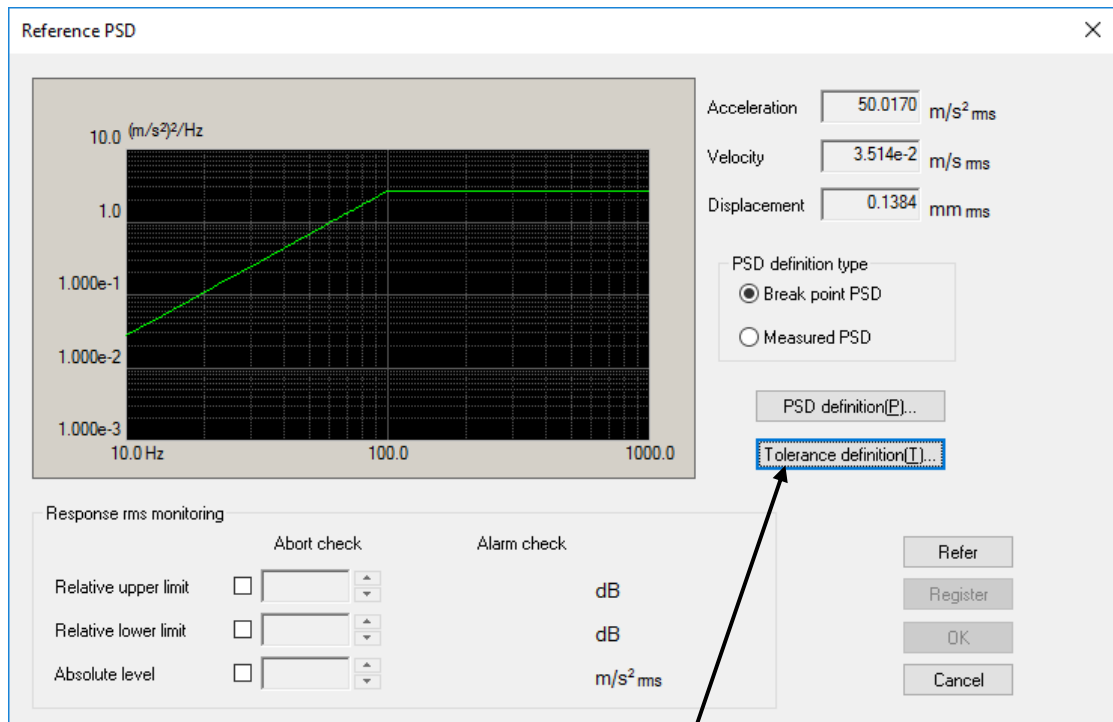 Reference PSD
10.0 (m/s²)²/Hz
1.0
1.000e-1
1.000e-2
1.000e-3
10.0 Hz 100.0 1000.0
Acceleration 50.0170 m/s² rms
Velocity 3.514e-2 m/s rms
Displacement 0.1384 mm rms
PSD definition type
Break point PSD
Measured PSD
PSD definition(P)...
Tolerance definition(T)...
Response rms monitoring
Abort check Alarm check
Relative upper limit dB
Relative lower limit dB
Absolute level m/s² rms
Refer
Register
OK
Cancel